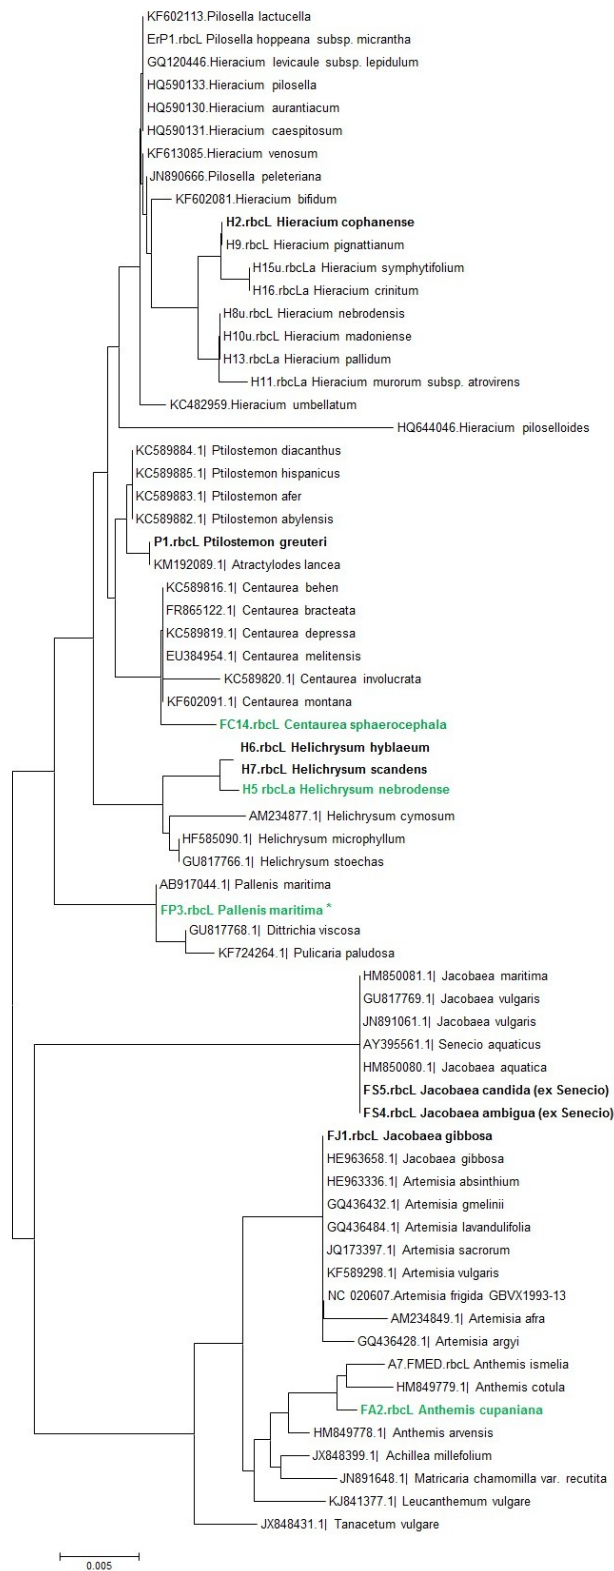 KF602113.Pilosella lactucella
ErP1.rbcL Pilosella hoppeana subsp. micrantha
GQ120446.Hieracium levicaule subsp. lepidulum
HQ590133.Hieracium pilosella
HQ590130.Hieracium aurantiacum
HQ590131.Hieracium caespitosum
KF613085.Hieracium venosum
JN890666.Pilosella peleteriana
KF602081.Hieracium bifidum
H2.rbcL Hieracium cophanense
H9.rbcL Hieracium pignattianum
H15u.rbcLa Hieracium symphytifolium
H16.rbcLa Hieracium crinitum
H8u.rbcL Hieracium nebrodensis
H10u.rbcL Hieracium madoniense
H13.rbcLa Hieracium pallidum
H11.rbcLa Hieracium murorum subsp. atrovirens
KC482959.Hieracium umbellatum
HQ644046.Hieracium piloselloides
KC589884.1| Ptilostemon diacanthus
KC589885.1| Ptilostemon hispanicus
KC589883.1| Ptilostemon afer
KC589882.1| Ptilostemon abylensis
P1.rbcL Ptilostemon greuteri
KM192089.1| Atractylodes lancea
KC589816.1| Centaurea behen
FR865122.1| Centaurea bracteata
KC589819.1| Centaurea depressa
EU384954.1| Centaurea melitensis
KC589820.1| Centaurea involucrata
KF602091.1| Centaurea montana
FC14.rbcL Centaurea sphaerocephala
H6.rbcL Helichrysum hyblaeum
H7.rbcL Helichrysum scandens
H5 rbcLa Helichrysum nebrodense
AM234877.1| Helichrysum cymosum
HF585090.1| Helichrysum microphyllum
GU817766.1| Helichrysum stoechas
AB917044.1| Pallenis maritima
FP3.rbcL Pallenis maritima *
GU817768.1| Dittrichia viscosa
KF724264.1| Pulicaria paludosa
HM850081.1| Jacobaea maritima
GU817769.1| Jacobaea vulgaris
JN891061.1| Jacobaea vulgaris
AY395561.1| Senecio aquaticus
HM850080.1| Jacobaea aquatica
FS5.rbcL Jacobaea candida (ex Senecio)
FS4.rbcL Jacobaea ambigua (ex Senecio)
FJ1.rbcL Jacobaea gibbosa
HE963658.1| Jacobaea gibbosa
HE963336.1| Artemisia absinthium
GQ436432.1| Artemisia gmelinii
GQ436484.1| Artemisia lavandulifolia
JQ173397.1| Artemisia sacrorum
KF589298.1| Artemisia vulgaris
NC 020607.Artemisia frigida GBVX1993-13
AM234849.1| Artemisia afra
GQ436428.1| Artemisia argyi
A7.FMED.rbcL Anthemis ismelia
HM849779.1| Anthemis cotula
FA2.rbcL Anthemis cupaniana
HM849778.1| Anthemis arvensis
JX848399.1| Achillea millefolium
JN891648.1| Matricaria chamomilla var. recutita
KJ841377.1| Leucanthemum vulgare
JX848431.1| Tanacetum vulgare
0.005